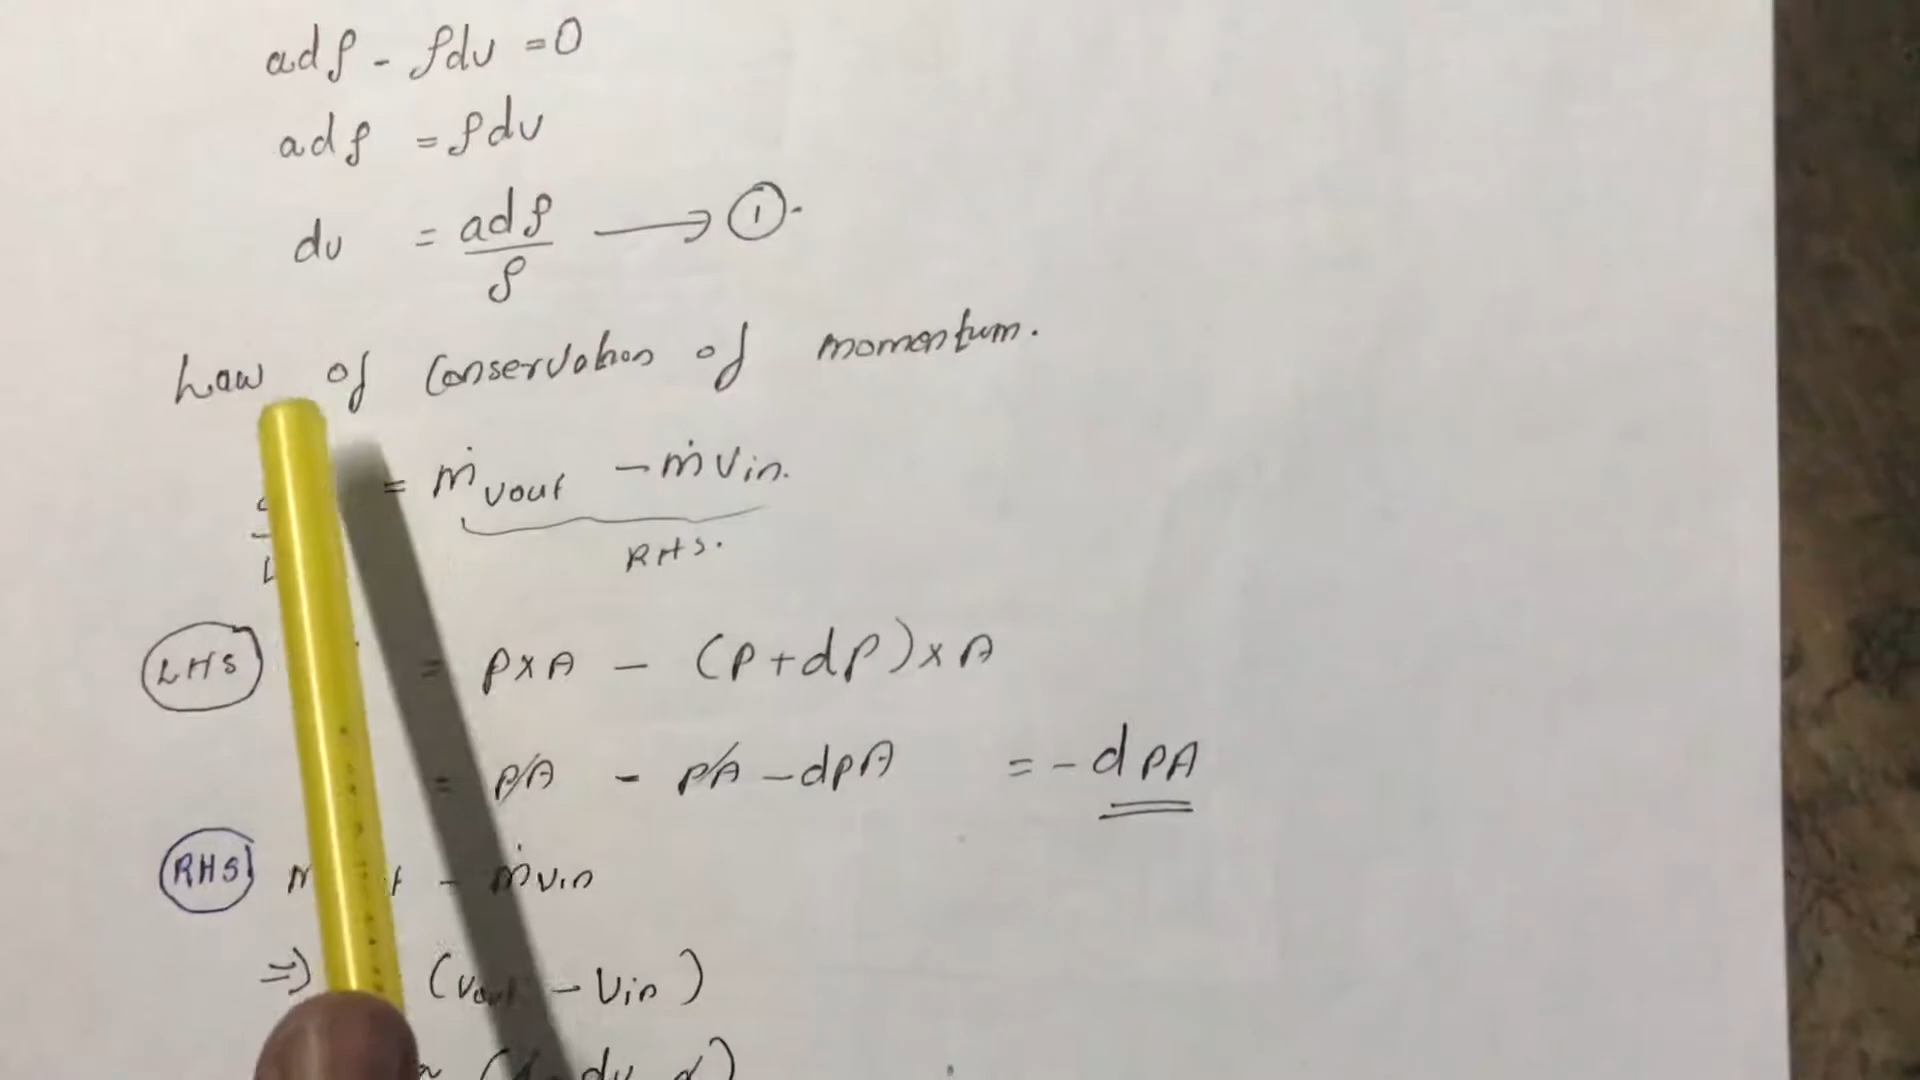 adρ - ρdv = 0
adρ = ρdv
dv = adρ/ρ → ①.
Law of Conservation of momentum.
= ṁvout - ṁvin.
RHS.
LHS = P×A - (P+dP)×A
= PA - PA - dPA = -dPA
RHS - ṁvin
⇒ (vout - vin)